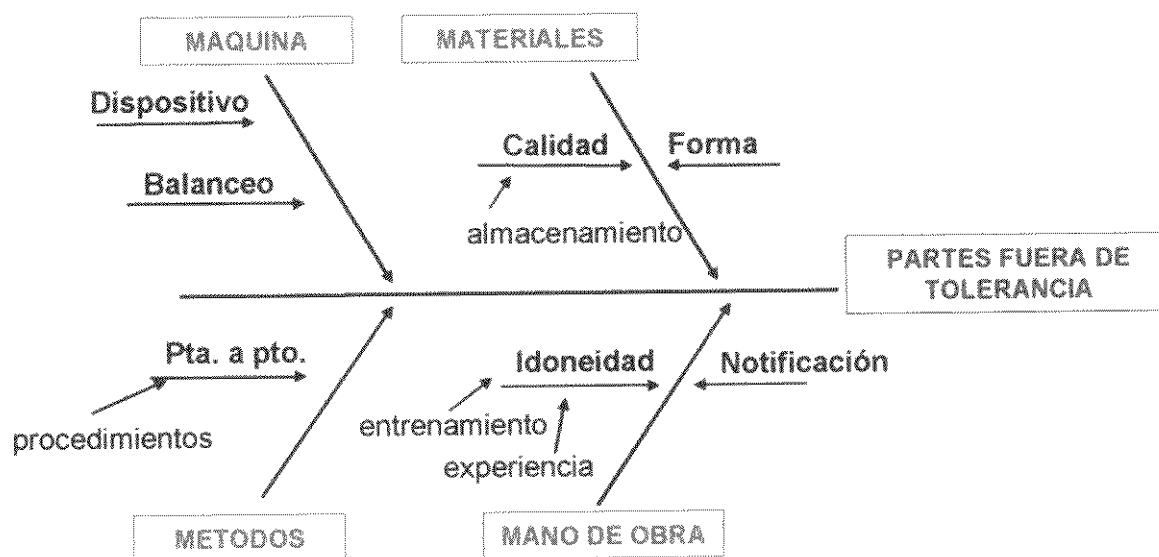 MAQUINA
MATERIALES
Dispositivo
Calidad
Forma
Balanceo
almacenamiento
PARTES FUERA DE
TOLERANCIA
Pta. a pto.
Idoneidad
Notificación
procedimientos
entrenamiento
experiencia
METODOS
MANO DE OBRA